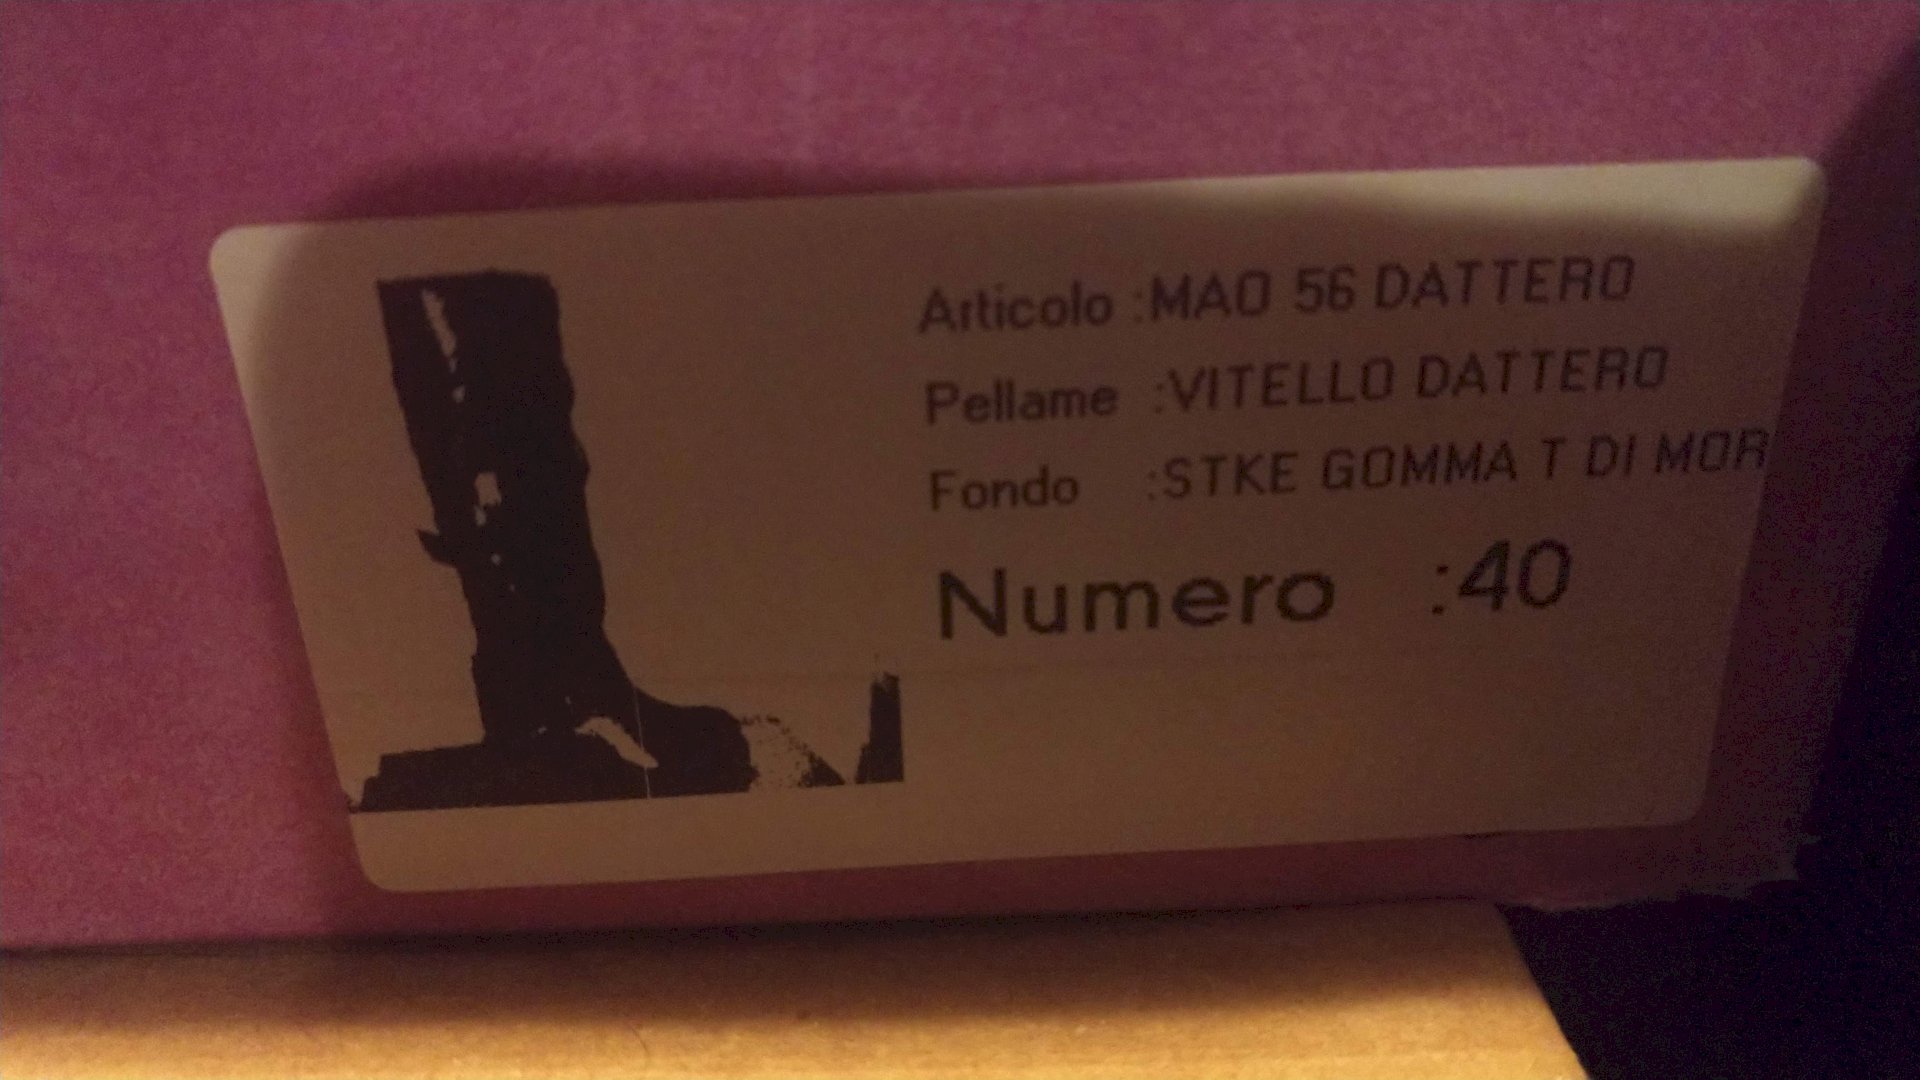 Articolo :MAO 56 DATTERO
Pellame :VITELLO DATTERO
Fondo :STKE GOMMA T DI MOR
Numero :40